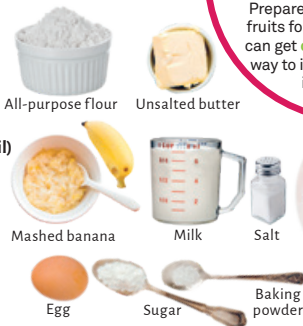 Prepare
fruits fo
can get
way to i
i
All-purpose flour Unsalted butter
il)
Mashed banana Milk Salt
Egg Sugar Baking
powder